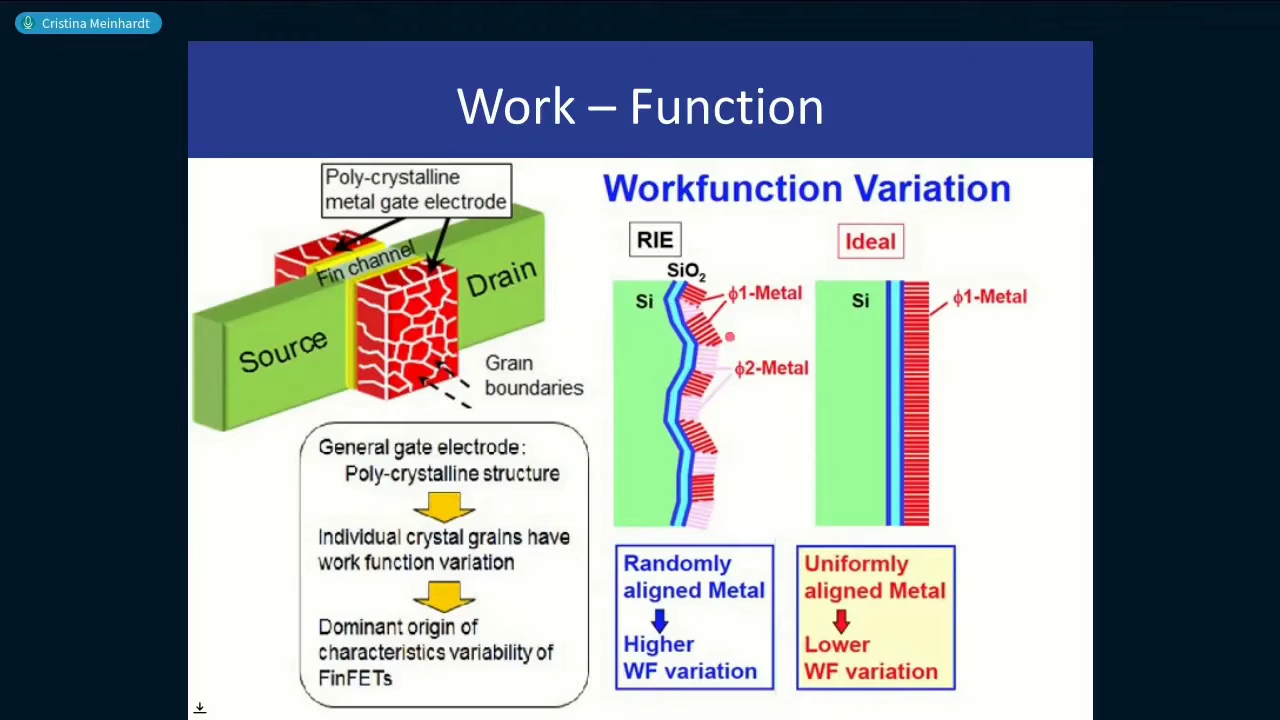 Cristina Meinhardt
Work – Function
Poly-crystalline
metal gate electrode
Fin channel
Source
Drain
Grain
boundaries
General gate electrode:
Poly-crystalline structure
Individual crystal grains have
work function variation
Dominant origin of
characteristics variability of
FinFETs
Workfunction Variation
RIE
SiO2
Si
ϕ1-Metal
ϕ2-Metal
Randomly
aligned Metal
Higher
WF variation
Ideal
Si
ϕ1-Metal
Uniformly
aligned Metal
Lower
WF variation